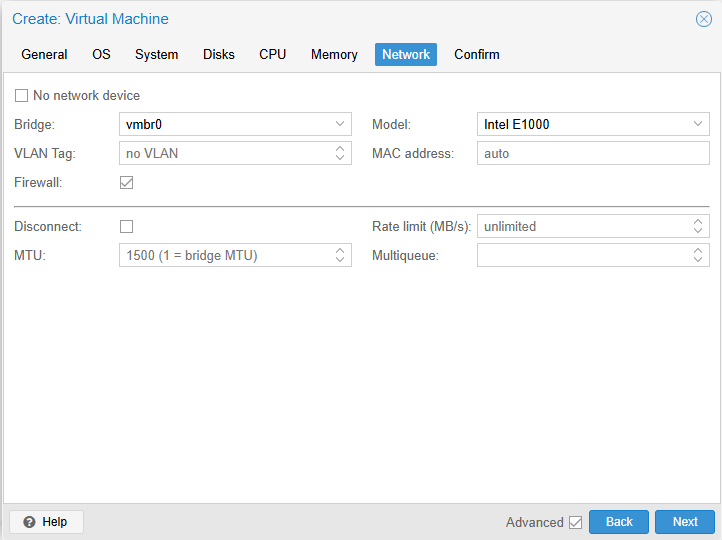 Create: Virtual Machine
General OS System Disks CPU Memory Network Confirm
No network device
Bridge: vmbr0 Model: Intel E1000
VLAN Tag: no VLAN MAC address: auto
Firewall:
Disconnect: Rate limit (MB/s): unlimited
MTU: 1500 (1 = bridge MTU) Multiqueue:
? Help Advanced Back Next